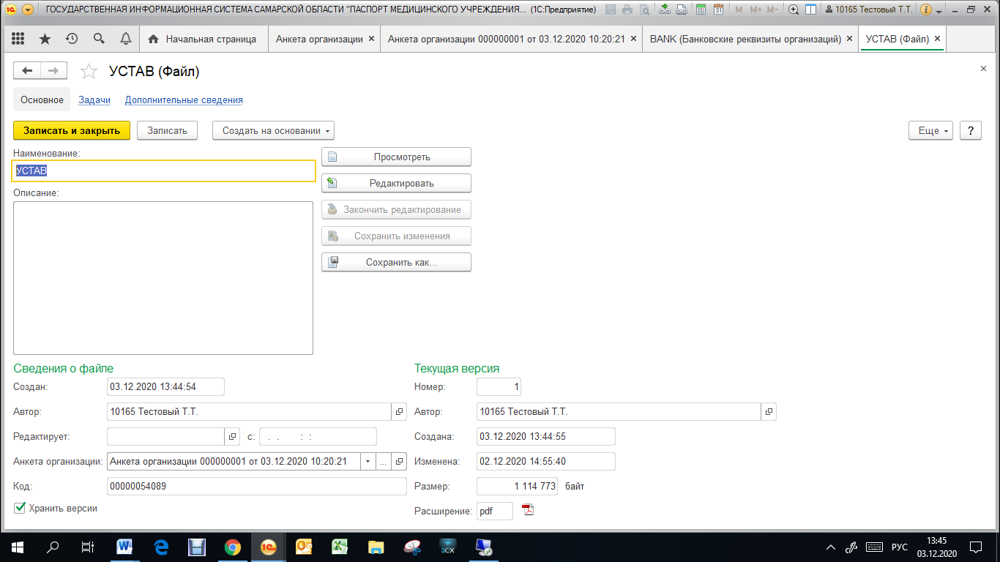 ГОСУДАРСТВЕННАЯ ИНФОРМАЦИОННАЯ СИСТЕМА САМАРСКОЙ ОБЛАСТИ "ПАСПОРТ МЕДИЦИНСКОГО УЧРЕЖДЕНИЯ... (1С:Предприятие) M M+ M- 10165 Тестовый Т.Т.
Начальная страница Анкета организации Анкета организации 000000001 от 03.12.2020 10:20:21 BANK (Банковские реквизиты организаций) УСТАВ (Файл)
УСТАВ (Файл)
Основное Задачи Дополнительные сведения
Записать и закрыть Записать Создать на основании Еще ?
Наименование:
УСТАВ
Описание:
Просмотреть
Редактировать
Закончить редактирование
Сохранить изменения
Сохранить как...
Сведения о файле
Создан: 03.12.2020 13:44:54
Автор: 10165 Тестовый Т.Т.
Редактирует: с: . . : :
Анкета организации: Анкета организации 000000001 от 03.12.2020 10:20:21 ...
Код: 00000054089
Хранить версии
Текущая версия
Номер: 1
Автор: 10165 Тестовый Т.Т.
Создана: 03.12.2020 13:44:55
Изменена: 02.12.2020 14:55:40
Размер: 1 114 773 байт
Расширение: pdf
3CX РУС 13:45
03.12.2020